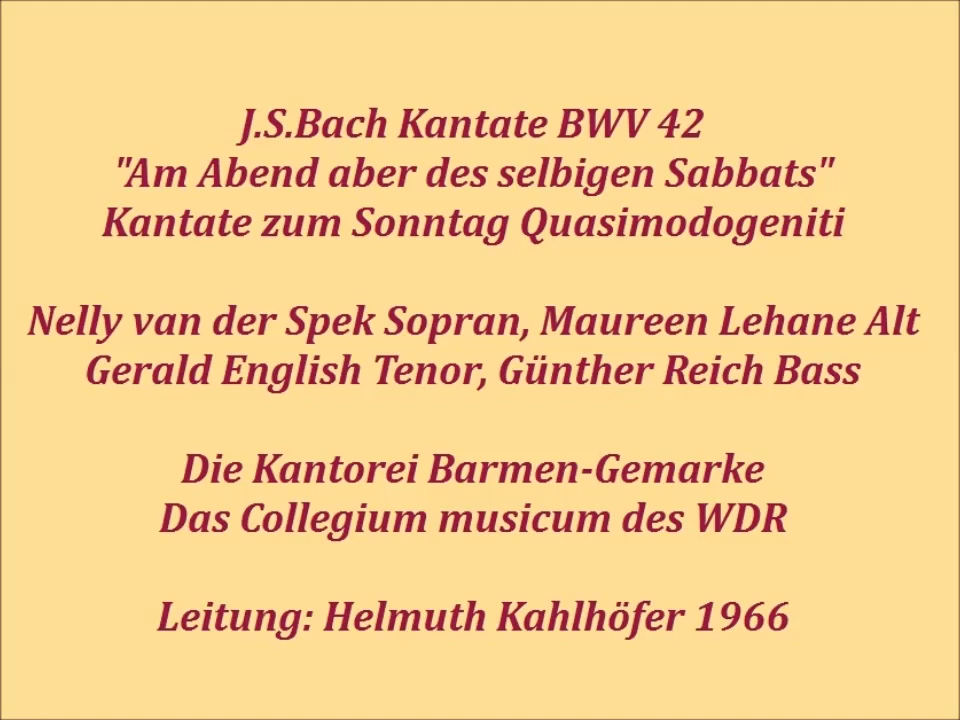 J.S.Bach Kantate BWV 42
"Am Abend aber des selbigen Sabbats"
Kantate zum Sonntag Quasimodogeniti
Nelly van der Spek Sopran, Maureen Lehane Alt
Gerald English Tenor, Günther Reich Bass
Die Kantorei Barmen-Gemarke
Das Collegium musicum des WDR
Leitung: Helmuth Kahlhöfer 1966